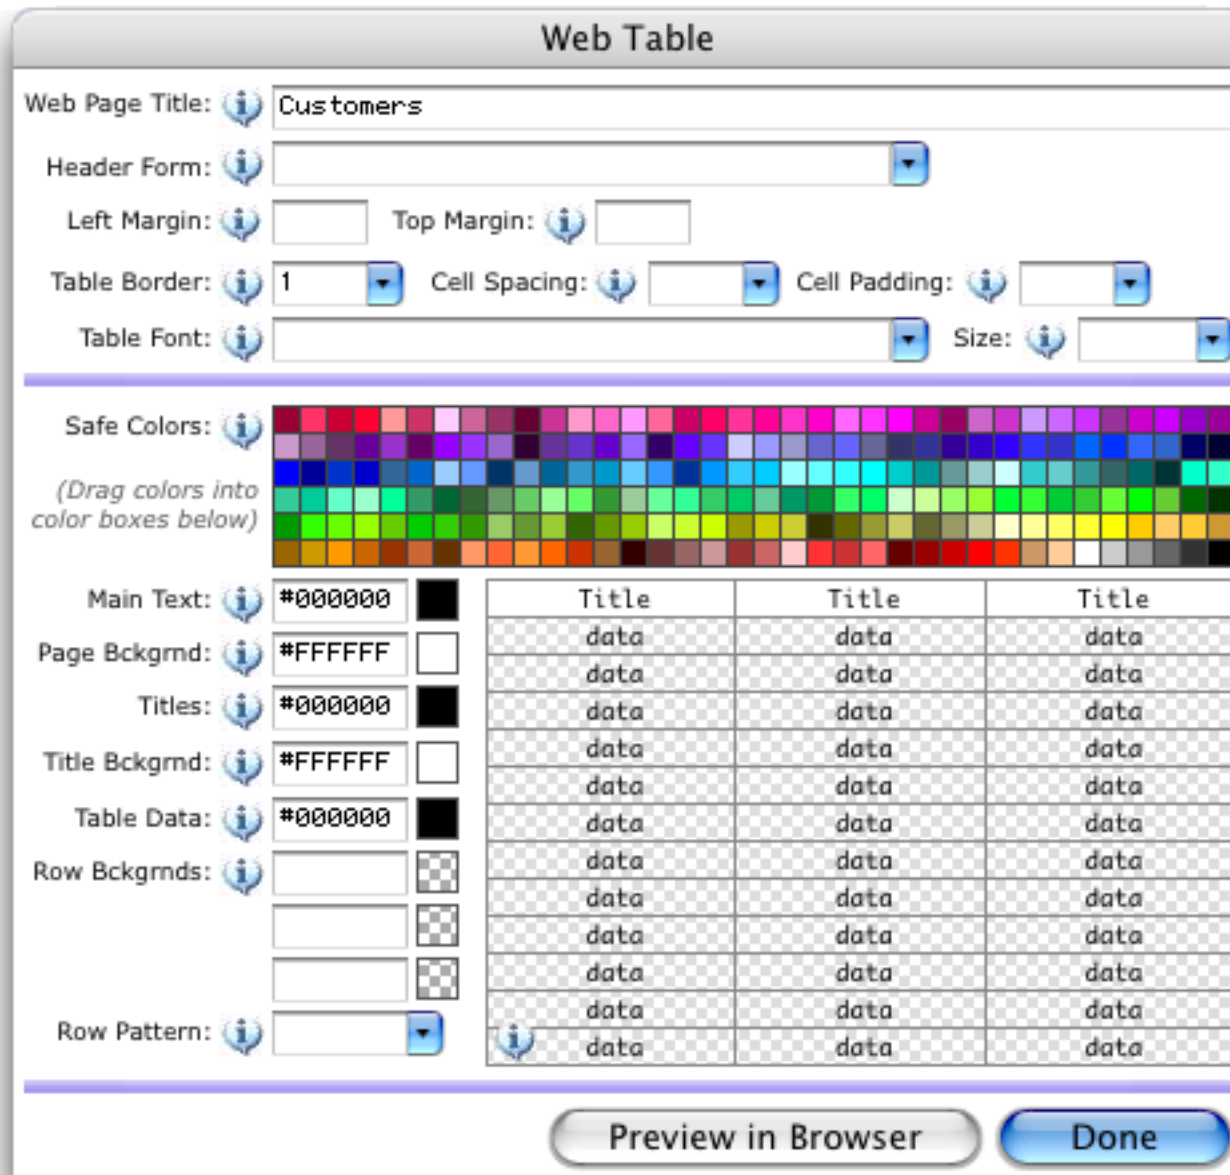 Web Table
Web Page Title: Customers
Header Form:
Left Margin: Top Margin:
Table Border: 1 Cell Spacing: Cell Padding:
Table Font: Size:
Safe Colors:
(Drag colors into
color boxes below)
Main Text: #000000
Page Bckgrnd: #FFFFFF
Titles: #000000
Title Bckgrnd: #FFFFFF
Table Data: #000000
Row Bckgrnds:
Row Pattern:
Title Title Title
data data data
data data data
data data data
data data data
data data data
data data data
data data data
data data data
data data data
data data data
data data data
data data data
Preview in Browser Done